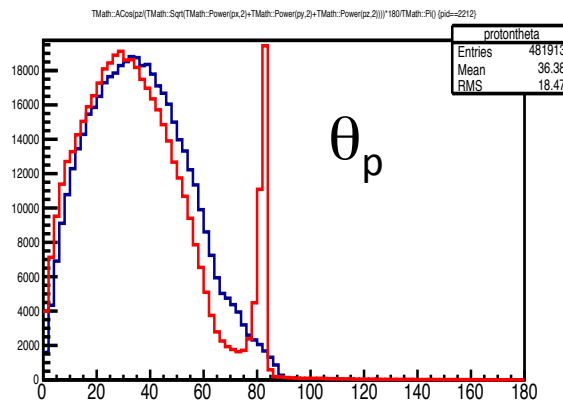 TMath::ACos(pz/(TMath::Sqrt(TMath::Power(px,2)+TMath::Power(py,2)+TMath::Power(pz,2))))*180/TMath::Pi() {pid==2212}
protontheta
Entries 481913
Mean 36.38
RMS 18.47
θp
18000
16000
14000
12000
10000
8000
6000
4000
2000
0
0 20 40 60 80 100 120 140 160 180